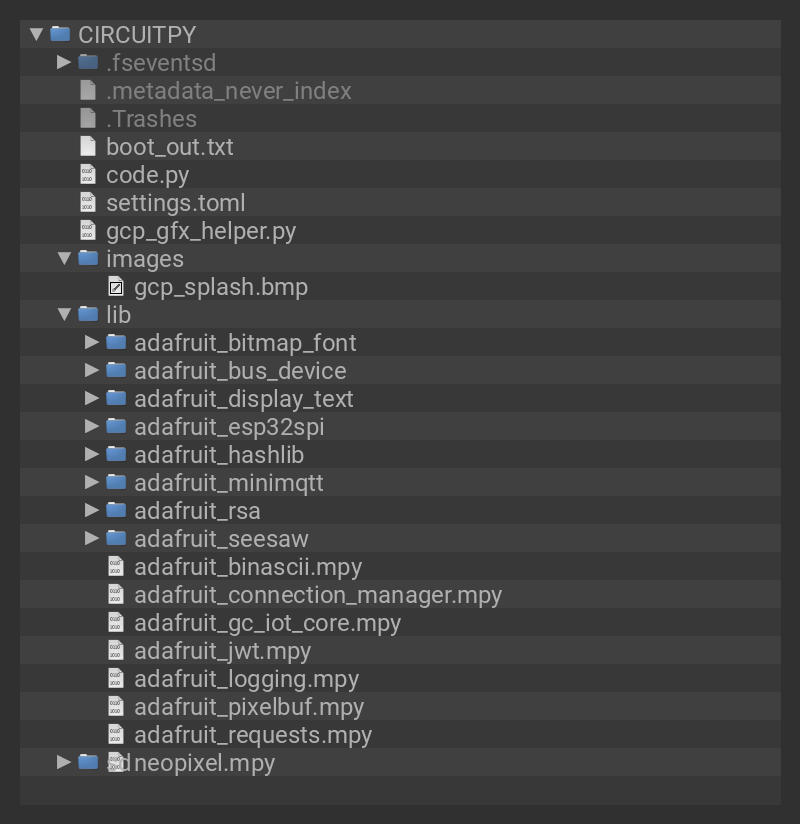 CIRCUITPY
.fseventsd
.metadata_never_index
.Trashes
boot_out.txt
code.py
settings.toml
gcp_gfx_helper.py
images
gcp_splash.bmp
lib
adafruit_bitmap_font
adafruit_bus_device
adafruit_display_text
adafruit_esp32spi
adafruit_hashlib
adafruit_minimqtt
adafruit_rsa
adafruit_seesaw
adafruit_binascii.mpy
adafruit_connection_manager.mpy
adafruit_gc_iot_core.mpy
adafruit_jwt.mpy
adafruit_logging.mpy
adafruit_pixelbuf.mpy
adafruit_requests.mpy
sd neopixel.mpy